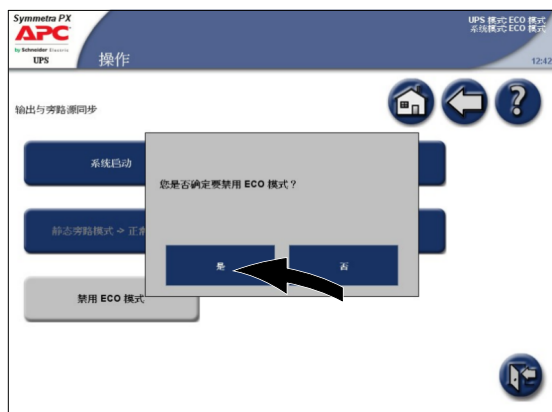 Symmetra PX
APC
by Schneider Electric
UPS
操作
UPS 模式:ECO 模式
系统模式:ECO 模式
12:42
输出与旁路源同步
系统启动
您是否确定要禁用 ECO 模式？
静态旁路模式 -> 正常
是
否
禁用 ECO 模式